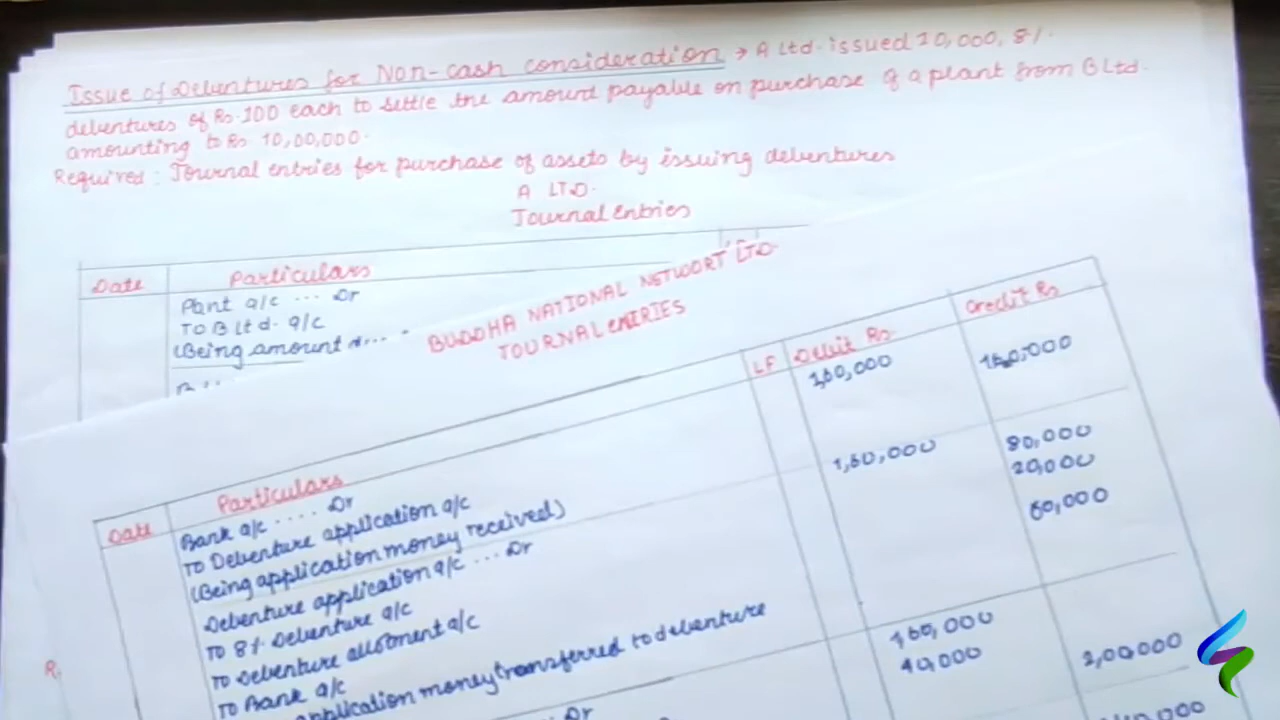 Issue of Debentures for Non-cash consideration → A Ltd. issued 10,000, 8%
debentures of Rs. 100 each to settle the amount payable on purchase of a plant from B Ltd.
amounting to Rs 10,00,000.
Required : Journal entries for purchase of assets by issuing debentures
A LTD.
Journal Entries
Date Particulars
Plant a/c ... Dr
To B Ltd. a/c
(Being amount
BUDDHA NATIONAL NETWORT LTD.
JOURNAL ENTRIES
Date Particulars LF Debit Rs Credit Rs
Bank a/c .... Dr 1,60,000
To Debenture application a/c 1,60,000
(Being application money received)
Debenture application a/c ... Dr 1,60,000
To 8% Debenture a/c 80,000
To Debenture allotment a/c 20,000
To Bank a/c 60,000
application money transferred to debenture
Dr 1,60,000
40,000
2,00,000
R.